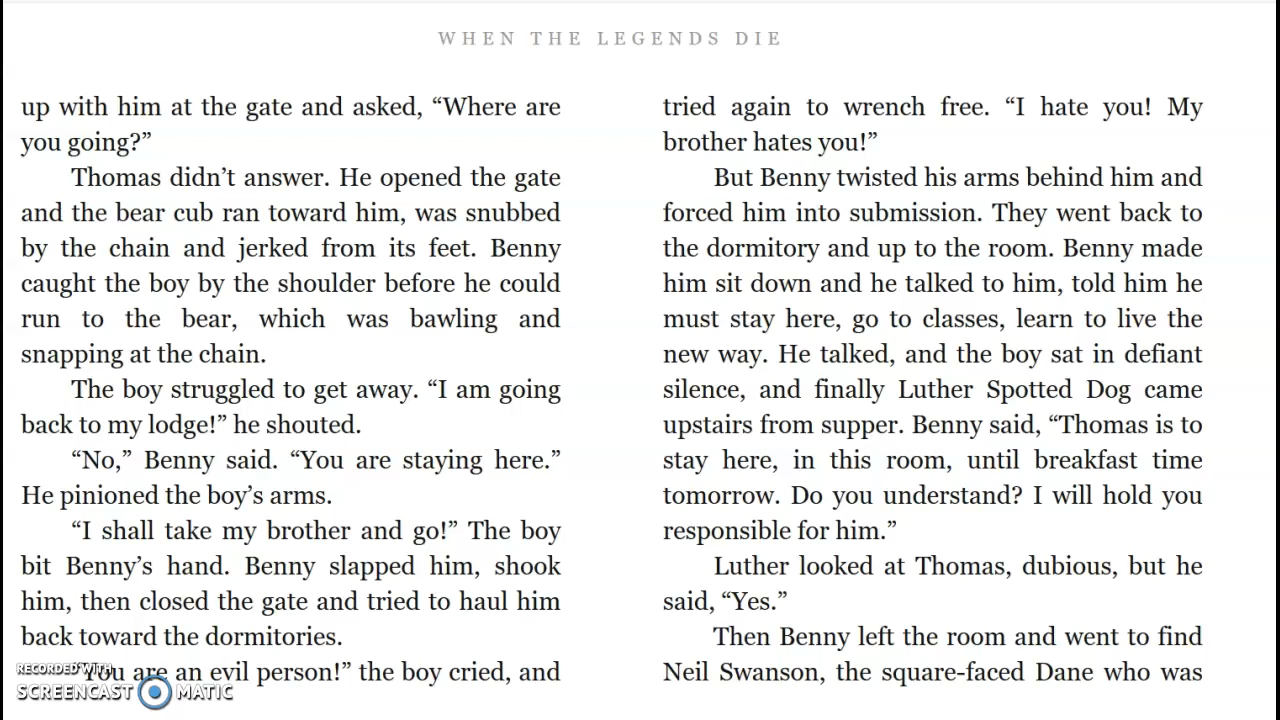 WHEN THE LEGENDS DIE
up with him at the gate and asked, “Where are
you going?”
Thomas didn’t answer. He opened the gate
and the bear cub ran toward him, was snubbed
by the chain and jerked from its feet. Benny
caught the boy by the shoulder before he could
run to the bear, which was bawling and
snapping at the chain.
The boy struggled to get away. “I am going
back to my lodge!” he shouted.
“No,” Benny said. “You are staying here.”
He pinioned the boy’s arms.
“I shall take my brother and go!” The boy
bit Benny’s hand. Benny slapped him, shook
him, then closed the gate and tried to haul him
back toward the dormitories.
“You are an evil person!” the boy cried, and
tried again to wrench free. “I hate you! My
brother hates you!”
But Benny twisted his arms behind him and
forced him into submission. They went back to
the dormitory and up to the room. Benny made
him sit down and he talked to him, told him he
must stay here, go to classes, learn to live the
new way. He talked, and the boy sat in defiant
silence, and finally Luther Spotted Dog came
upstairs from supper. Benny said, “Thomas is to
stay here, in this room, until breakfast time
tomorrow. Do you understand? I will hold you
responsible for him.”
Luther looked at Thomas, dubious, but he
said, “Yes.”
Then Benny left the room and went to find
Neil Swanson, the square-faced Dane who was
RECORDED WITH
SCREENCAST MATIC